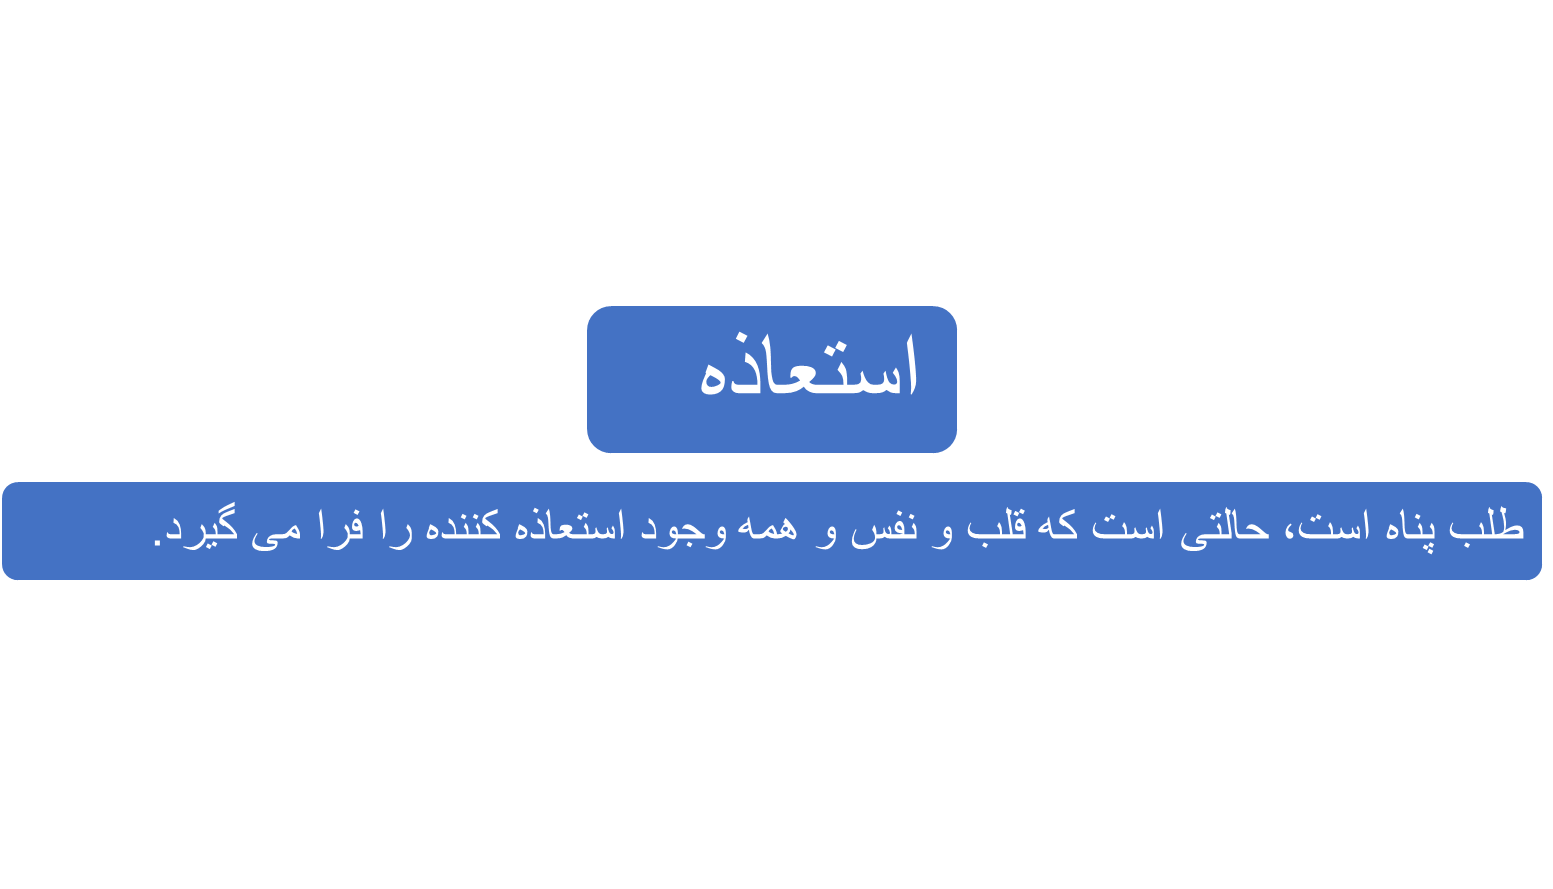 استعاذه
طلب پناه است، حالتی است که قلب و نفس و همه وجود استعاذه کننده را فرا می گیرد.